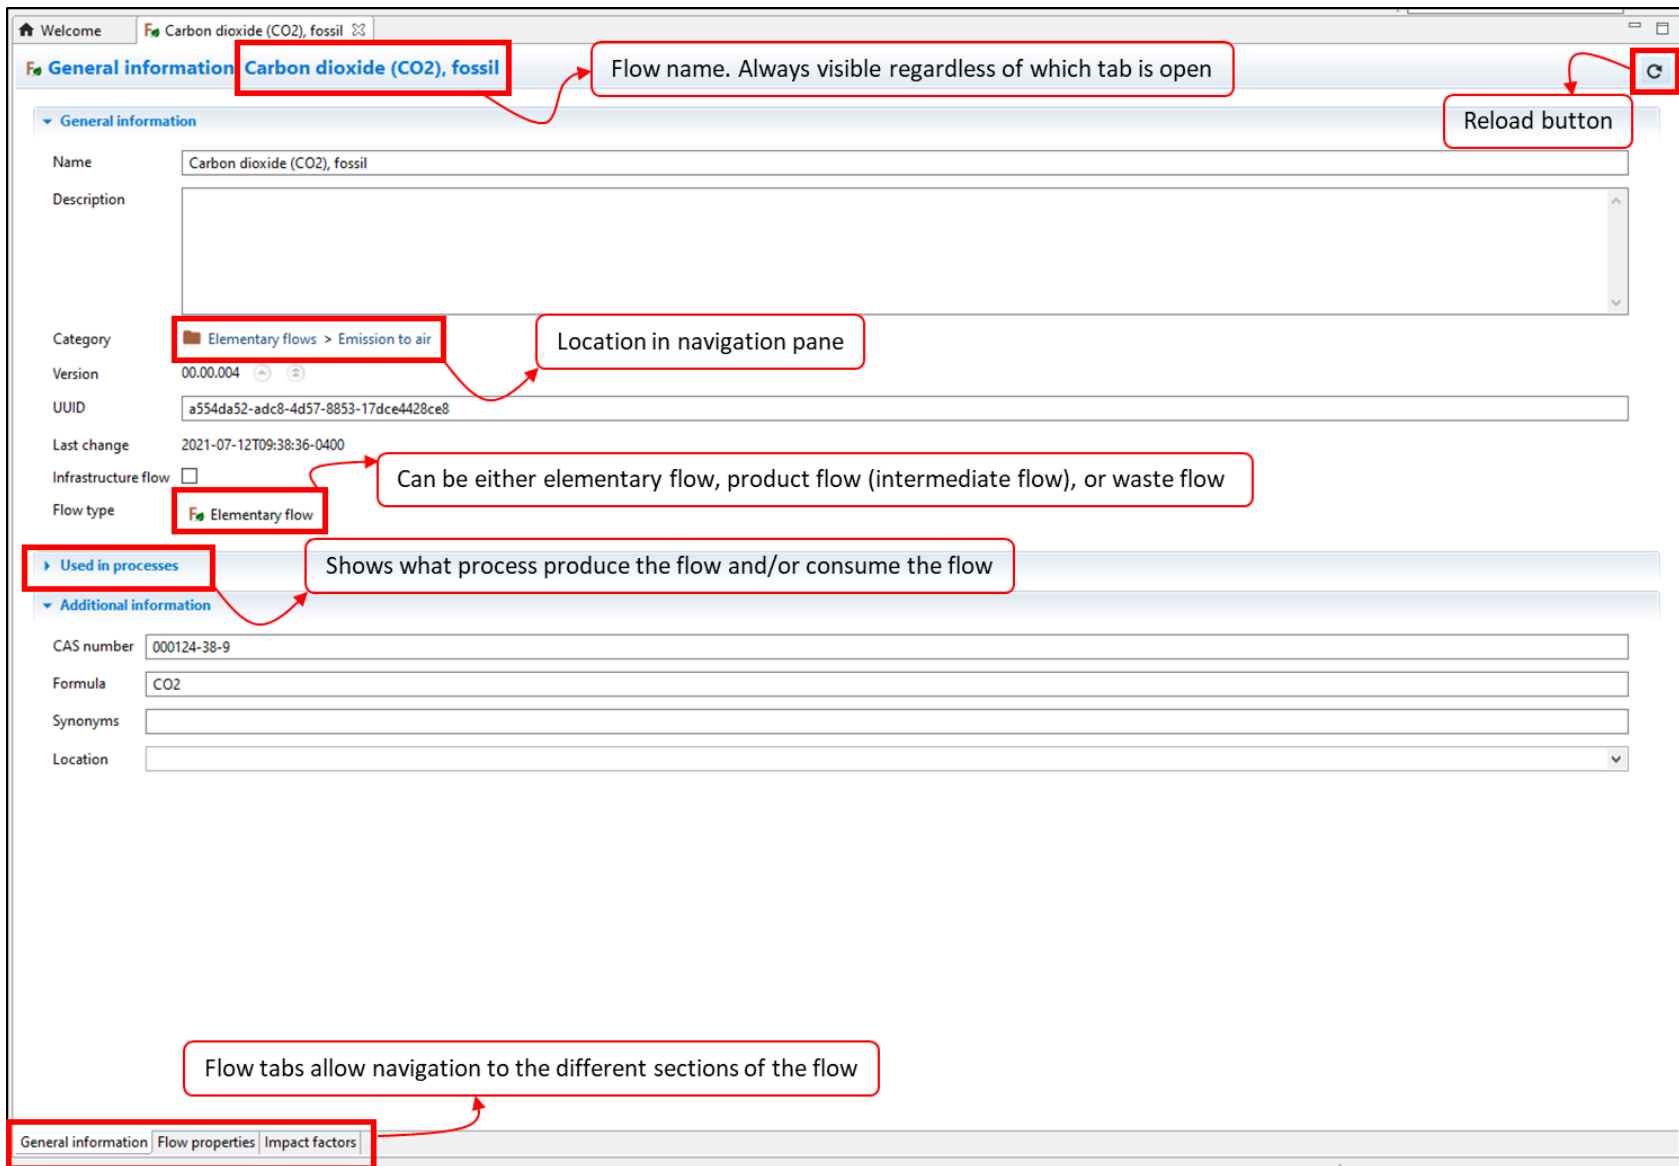 Welcome
Carbon dioxide (CO2), fossil
General information Carbon dioxide (CO2), fossil
Flow name. Always visible regardless of which tab is open
Reload button
General information
Name
Carbon dioxide (CO2), fossil
Description
Category
Elementary flows > Emission to air
Location in navigation pane
Version
00.00.004
UUID
a554da52-adc8-4d57-8853-17dce4428ce8
Last change
2021-07-12T09:38:36-0400
Infrastructure flow
Can be either elementary flow, product flow (intermediate flow), or waste flow
Flow type
Elementary flow
Used in processes
Shows what process produce the flow and/or consume the flow
Additional information
CAS number
000124-38-9
Formula
CO2
Synonyms
Location
Flow tabs allow navigation to the different sections of the flow
General information
Flow properties
Impact factors